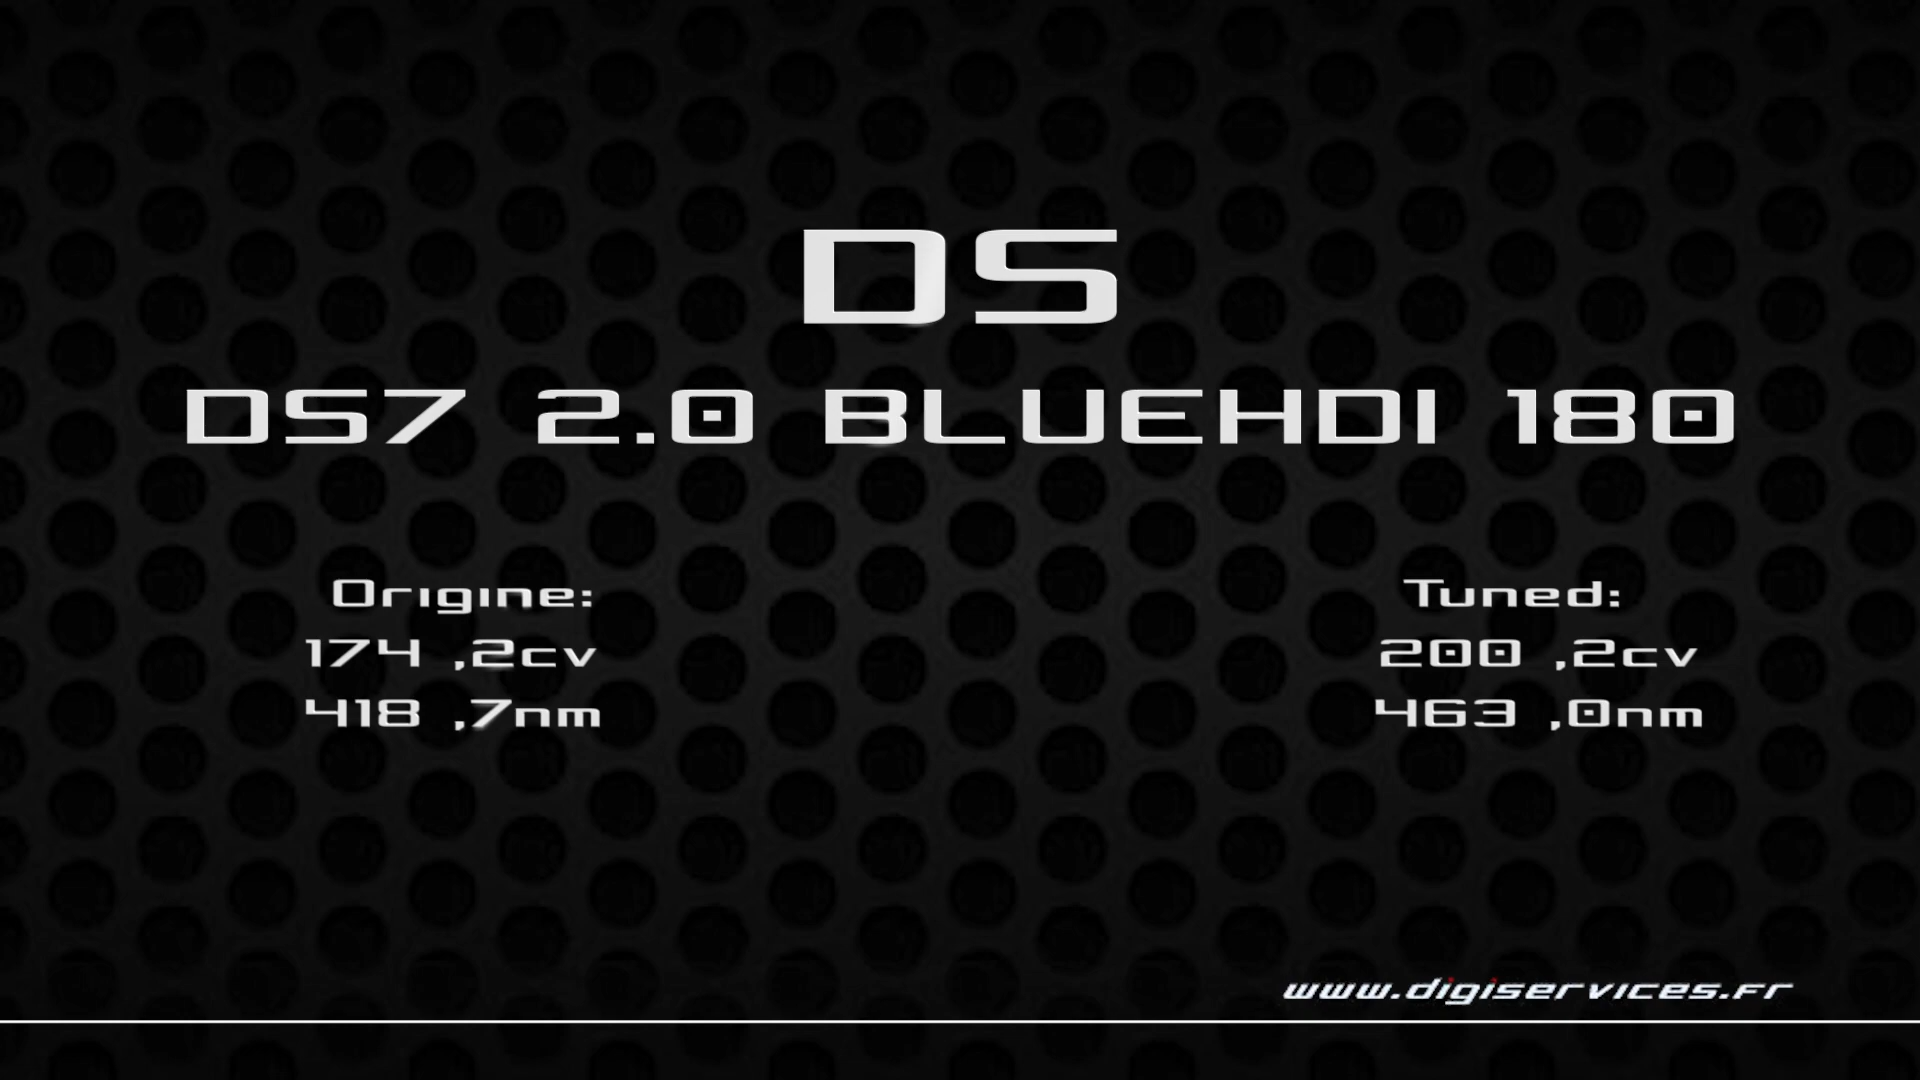 DS
DS7 2.0 BLUEHDI 180
Origine:
174 ,2cv
418 ,7nm
Tuned:
200 ,2cv
463 ,0nm
www.digiservices.fr